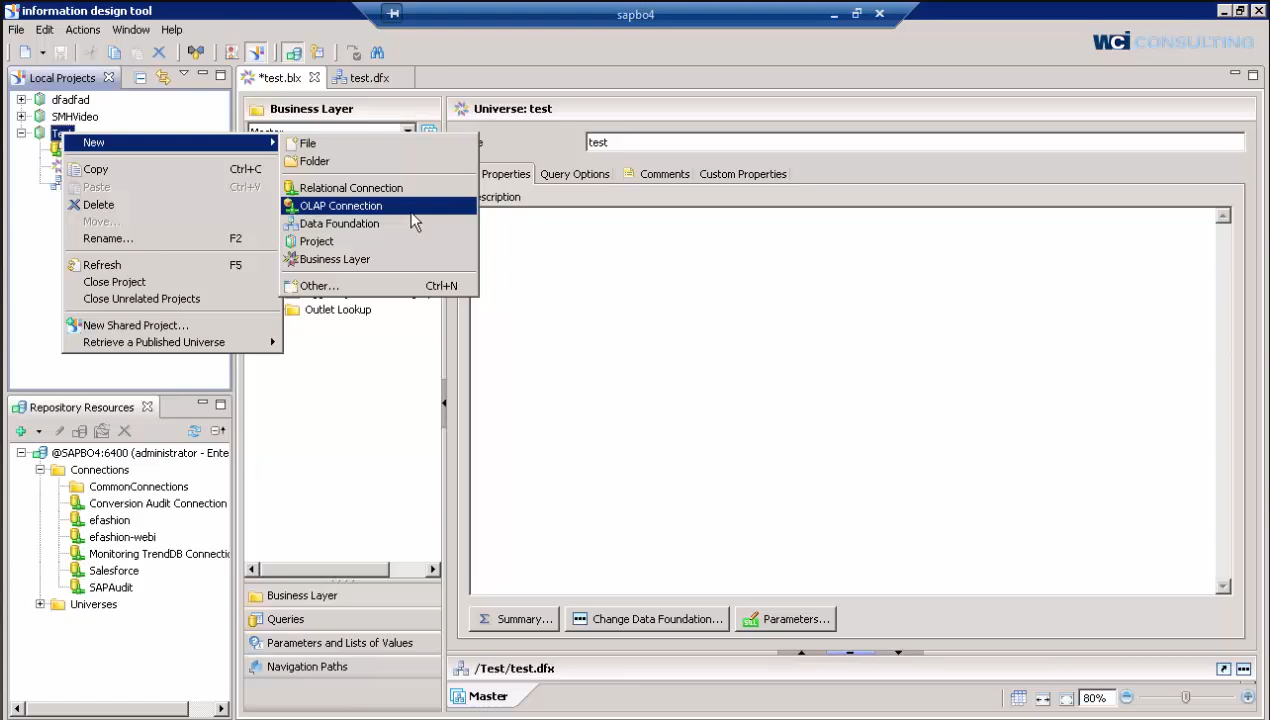 information design tool
sapbo4
File Edit Actions Window Help
WCI CONSULTING
Local Projects
dfadfad
SMHVideo
New
Copy Ctrl+C
Paste Ctrl+V
Delete
Move...
Rename... F2
Refresh F5
Close Project
Close Unrelated Projects
New Shared Project...
Retrieve a Published Universe
File
Folder
Relational Connection
OLAP Connection
Data Foundation
Project
Business Layer
Other... Ctrl+N
*test.blx
test.dfx
Business Layer
Master
Outlet Lookup
Business Layer
Queries
Parameters and Lists of Values
Navigation Paths
Universe: test
test
Properties Query Options Comments Custom Properties
escription
Summary... Change Data Foundation... Parameters...
/Test/test.dfx
Master
80%
Repository Resources
@SAPBO4:6400 (administrator - Ente
Connections
CommonConnections
Conversion Audit Connection
efashion
efashion-webi
Monitoring TrendDB Connectio
Salesforce
SAPAudit
Universes